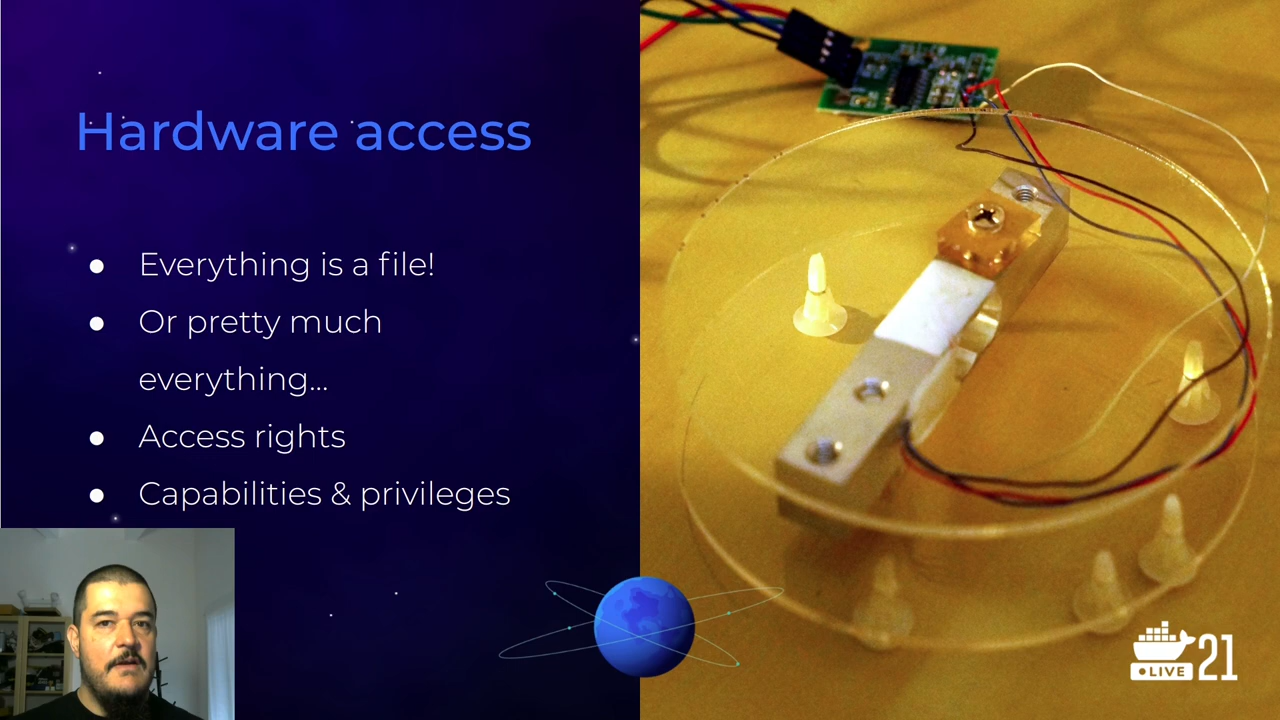 Hardware access
Everything is a file!
Or pretty much
everything...
Access rights
Capabilities & privileges
LIVE 21